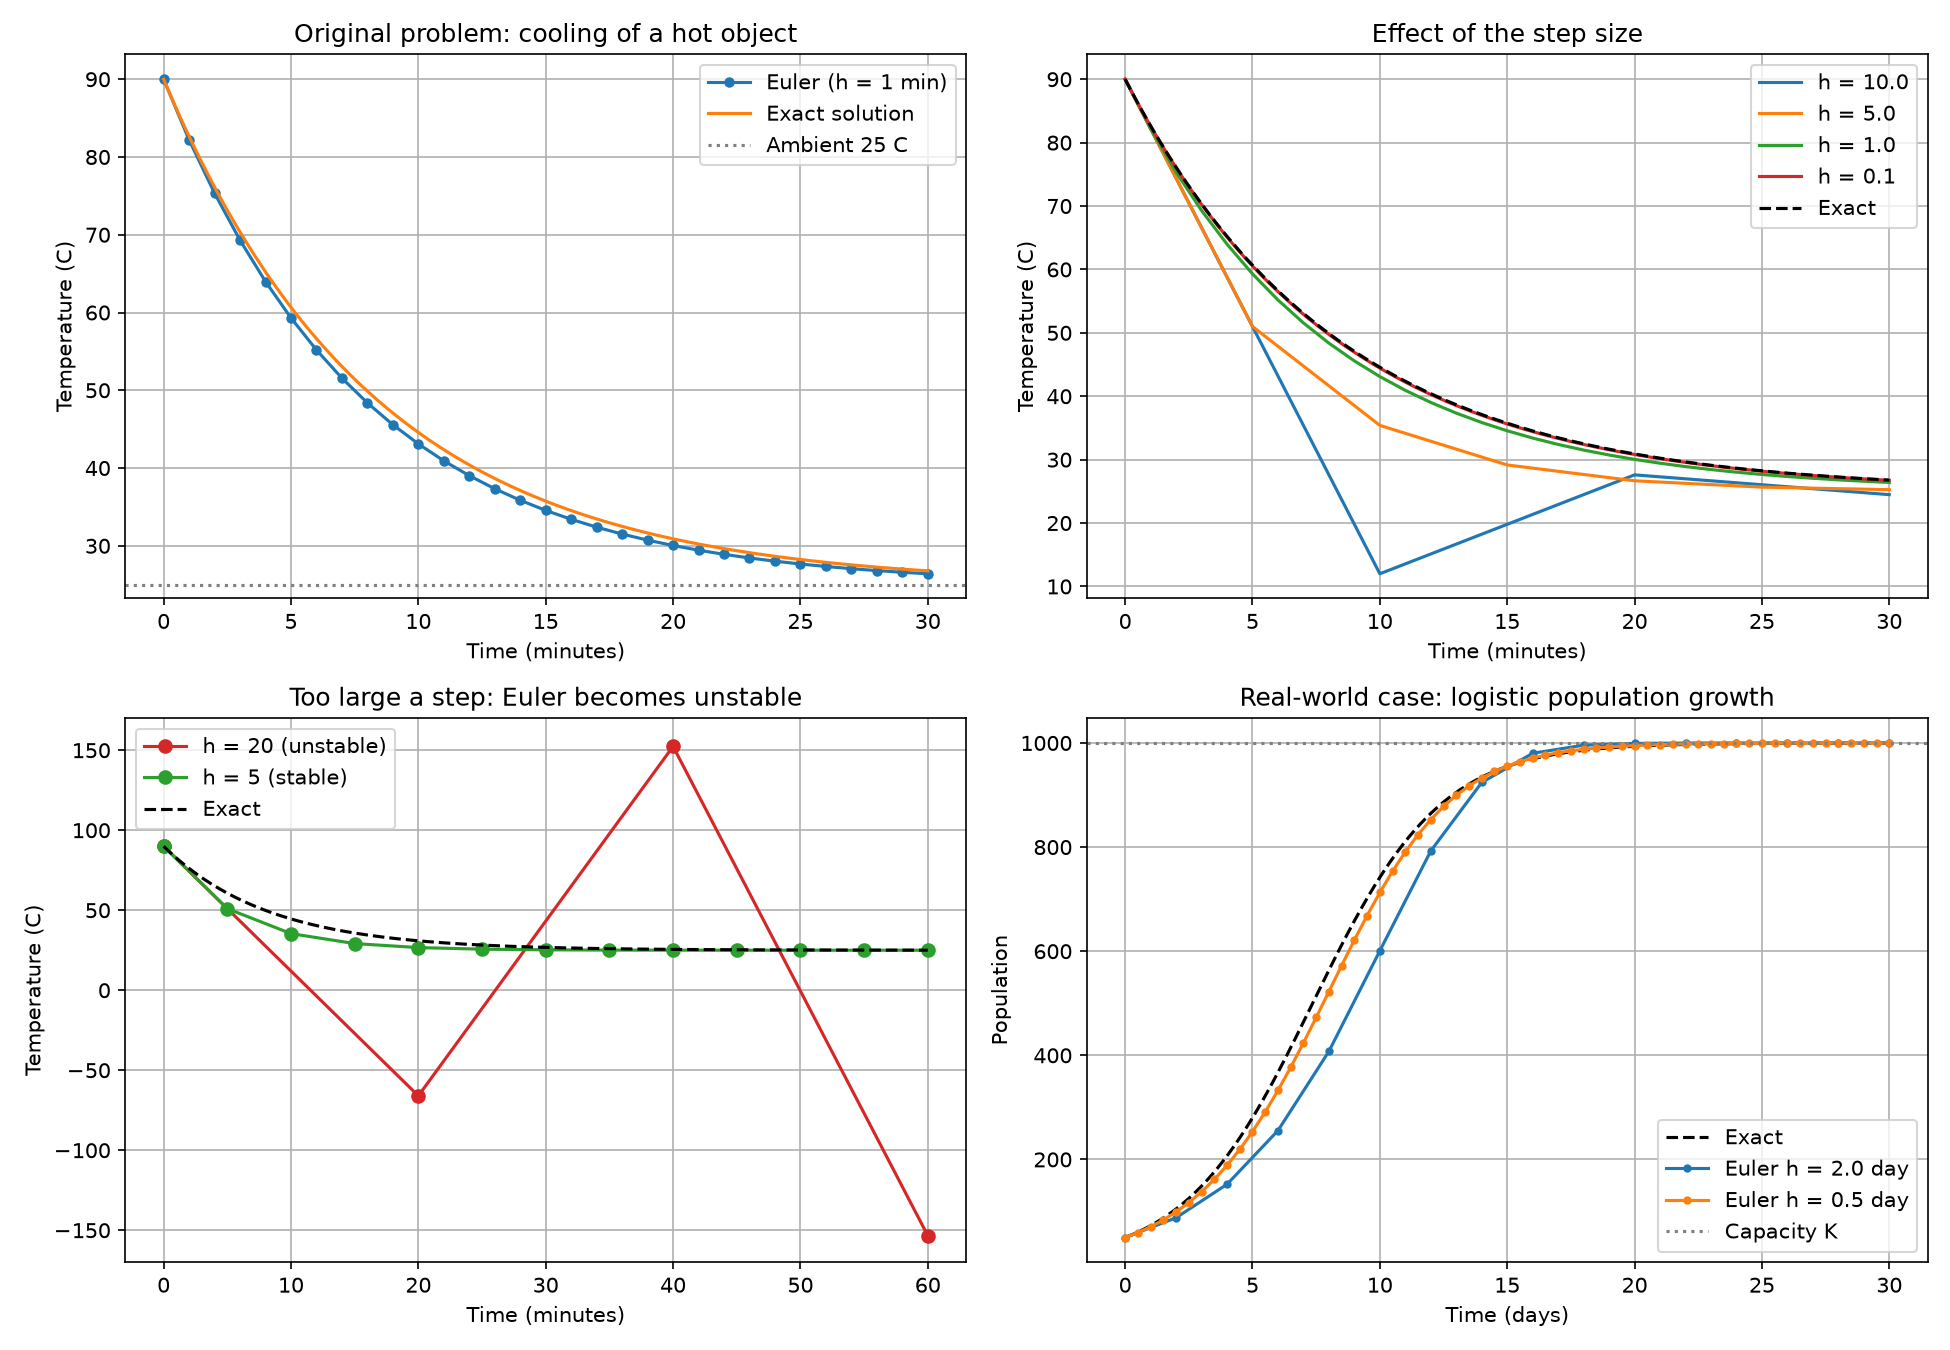 Original problem: cooling of a hot object
Euler (h = 1 min)
Exact solution
Ambient 25 C
90
80
70
60
50
40
30
Temperature (C)
0 5 10 15 20 25 30
Time (minutes)
Effect of the step size
h = 10.0
h = 5.0
h = 1.0
h = 0.1
Exact
90
80
70
60
50
40
30
20
10
Temperature (C)
0 5 10 15 20 25 30
Time (minutes)
Too large a step: Euler becomes unstable
h = 20 (unstable)
h = 5 (stable)
Exact
150
100
50
0
−50
−100
−150
Temperature (C)
0 10 20 30 40 50 60
Time (minutes)
Real-world case: logistic population growth
1000
800
600
400
200
Population
Exact
Euler h = 2.0 day
Euler h = 0.5 day
Capacity K
0 5 10 15 20 25 30
Time (days)